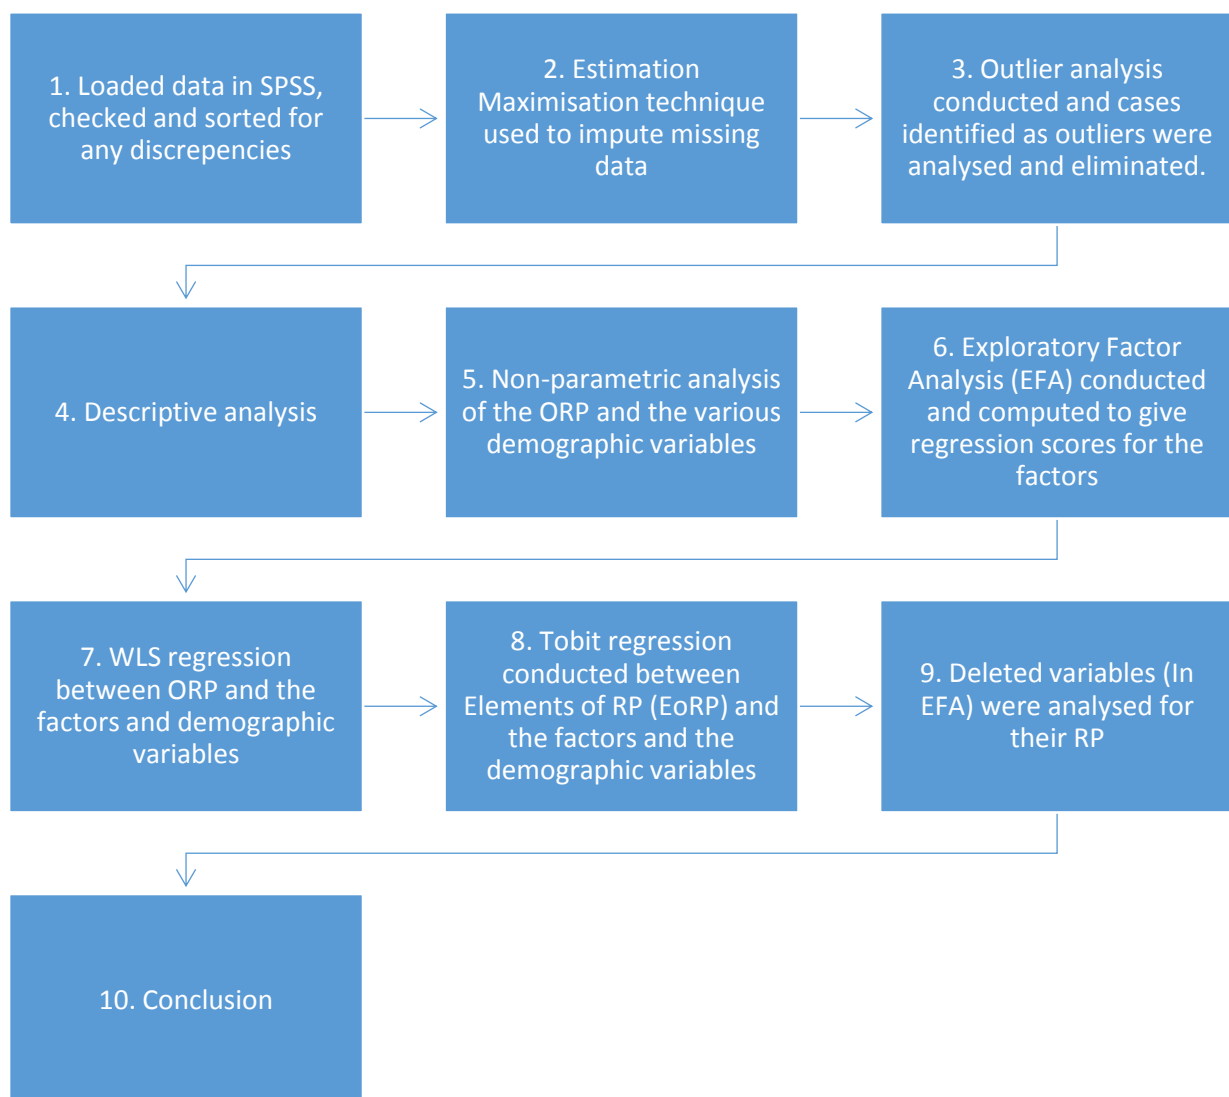 1. Loaded data in SPSS,
checked and sorted for
any discrepencies
2. Estimation
Maximisation technique
used to impute missing
data
3. Outlier analysis
conducted and cases
identified as outliers were
analysed and eliminated.
4. Descriptive analysis
5. Non-parametric analysis
of the ORP and the various
demographic variables
6. Exploratory Factor
Analysis (EFA) conducted
and computed to give
regression scores for the
factors
7. WLS regression
between ORP and the
factors and demographic
variables
8. Tobit regression
conducted between
Elements of RP (EoRP) and
the factors and the
demographic variables
9. Deleted variables (In
EFA) were analysed for
their RP
10. Conclusion